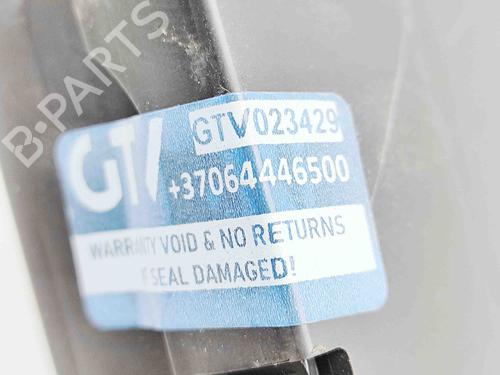 B-PARTS
GTV
GTV023429
+37064446500
WARRANTY VOID & NO RETURNS
IF SEAL DAMAGED!